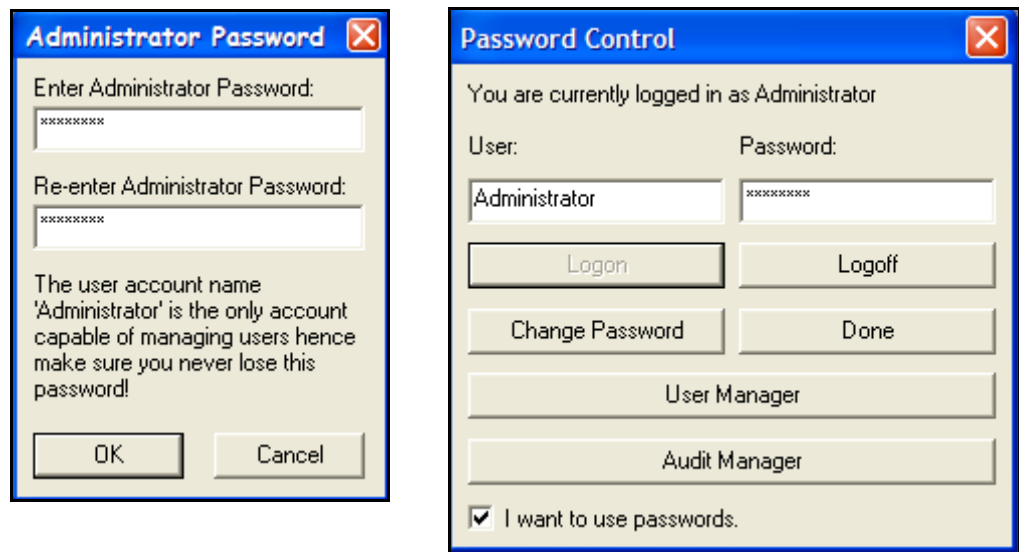 Administrator Password
Enter Administrator Password:
********
Re-enter Administrator Password:
********
The user account name
'Administrator' is the only account
capable of managing users hence
make sure you never lose this
password!
OK Cancel
Password Control
You are currently logged in as Administrator
User: Password:
Administrator ********
Logon Logoff
Change Password Done
User Manager
Audit Manager
I want to use passwords.